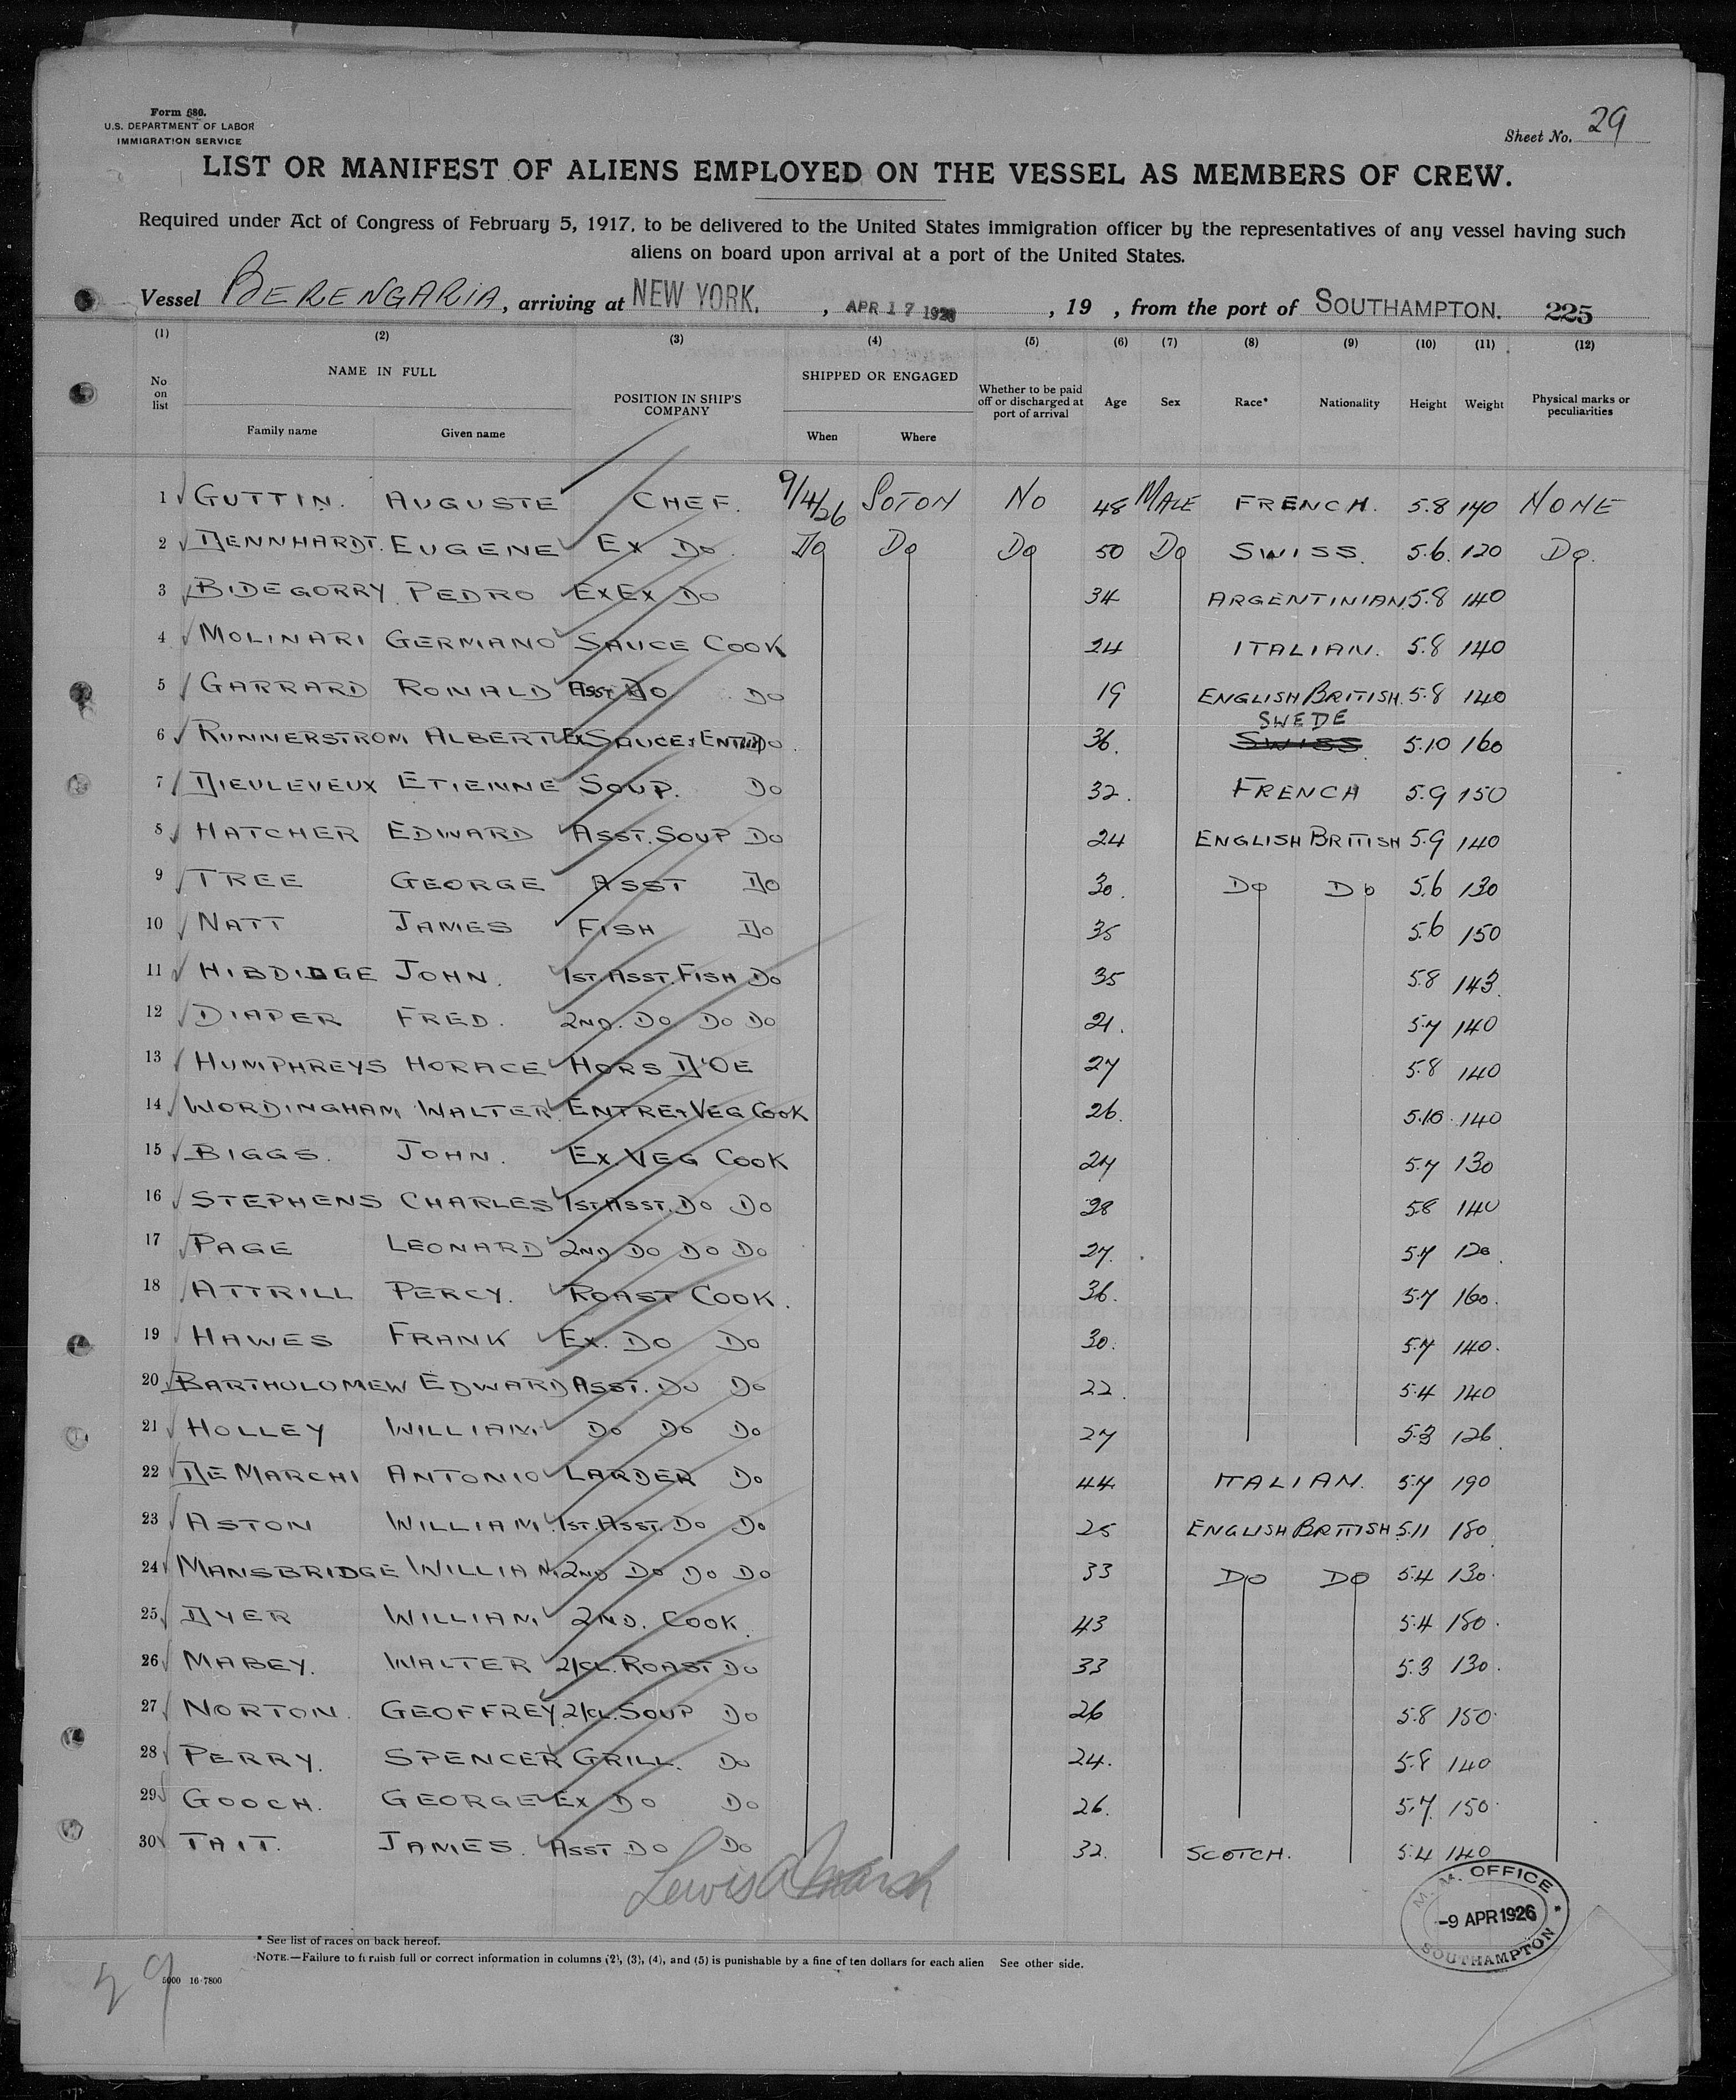 Form 680.
U.S. DEPARTMENT OF LABOR
IMMIGRATION SERVICE
Sheet No. 29
LIST OR MANIFEST OF ALIENS EMPLOYED ON THE VESSEL AS MEMBERS OF CREW.
Required under Act of Congress of February 5, 1917, to be delivered to the United States immigration officer by the representatives of any vessel having such
aliens on board upon arrival at a port of the United States.
Vessel BERENGARIA, arriving at NEW YORK. , APR 17 1926 , 19 , from the port of SOUTHAMPTON. 225
(1) (2) (3) (4) (5) (6) (7) (8) (9) (10) (11) (12)
No on list NAME IN FULL POSITION IN SHIP'S COMPANY SHIPPED OR ENGAGED Whether to be paid off or discharged at port of arrival Age Sex Race* Nationality Height Weight Physical marks or peculiarities
Family name Given name When Where
1 GUTTIN. AUGUSTE CHEF. 9/4/26 SOTON NO 48 MALE FRENCH. 5.8 140 NONE
2 DENNHARDT. EUGENE EX DO. DO DO DO 50 DO SWISS. 5.6. 120 DO.
3 BIDEGORRY. PEDRO EX EX DO 34 ARGENTINIAN 5.8 140
4 MOLINARI GERMANO SAUCE COOK 24 ITALIAN. 5.8 140
5 GARRARD RONALD ASST DO DO 19 ENGLISH BRITISH. 5.8 140
SWEDE
6 RUNNERSTROM ALBERT EX SAUCE & ENTREE DO. 36. SWISS. 5.10 160
7 DIEULEVEUX ETIENNE SOUP. DO 32. FRENCH 5.9 150
8 HATCHER EDWARD ASST. SOUP DO 24 ENGLISH BRITISH 5.9 140
9 TREE GEORGE ASST DO 30. DO DO 5.6 130
10 NATT JAMES FISH DO 35 5.6 150
11 HIBDIDGE JOHN. 1ST. ASST. FISH DO 35 5.8 143.
12 DIAPER FRED. 2ND. DO DO DO 21. 5.7 140
13 HUMPHREYS HORACE HORS D'OE 27 5.8 140
14 WORDINGHAM WALTER ENTRE & VEG COOK 26. 5.10. 140
15 BIGGS. JOHN. EX. VEG COOK 27 5.7 130
16 STEPHENS CHARLES 1ST ASST. DO DO 28 5.8 140
17 PAGE LEONARD 2ND DO DO DO 27. 5.7 120.
18 ATTRILL PERCY. ROAST COOK. 36. 5.7 160.
19 HAWES FRANK EX. DO DO 30. 5.7 140.
20 BARTHOLOMEW EDWARD ASST. DO DO 22. 5.4 140
21 HOLLEY WILLIAM DO DO DO 27 5.3 126.
22 DE MARCHI ANTONIO LARDER DO 44 ITALIAN. 5.7 190
23 ASTON WILLIAM 1ST. ASST. DO DO 25 ENGLISH BRITISH 5.11 180.
24 MANSBRIDGE WILLIAM 2ND DO DO DO 33 DO DO 5.4 130.
25 DYER WILLIAM 2ND. COOK. 43 5.4 180.
26 MABEY. WALTER 2/CL. ROAST DO 33 5.3 130.
27 NORTON. GEOFFREY. 2/CL. SOUP DO 26 5.8 150.
28 PERRY. SPENCER GRILL. DO 24. 5.8 140
29 GOOCH. GEORGE EX DO DO 26. 5.7. 150.
30 TAIT. JAMES. ASST DO DO 32. SCOTCH. 5.4 140
M. M. OFFICE
-9 APR 1926
SOUTHAMPTON
* See list of races on back hereof.
NOTE.—Failure to furnish full or correct information in columns (2), (3), (4), and (5) is punishable by a fine of ten dollars for each alien See other side.
5000 16-7800
29